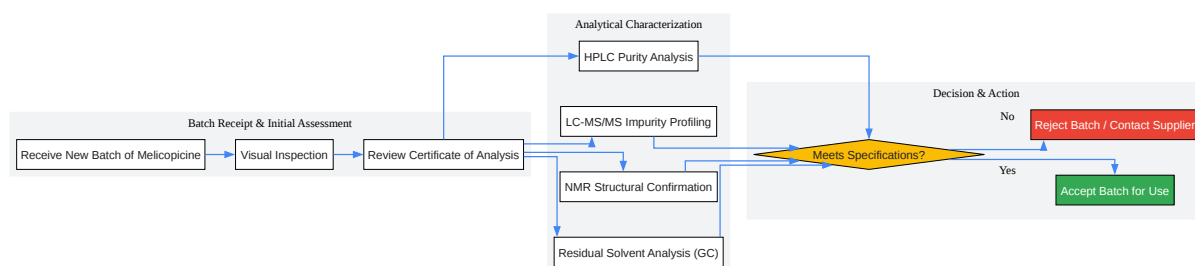 Analytical Characterization
HPLC Purity Analysis
Decision & Action
Batch Receipt & Initial Assessment
LC-MS/MS Impurity Profiling
No
Reject Batch / Contact Supplier
Receive New Batch of Melicopicine
Visual Inspection
Review Certificate of Analysis
Meets Specifications?
Yes
NMR Structural Confirmation
Accept Batch for Use
Residual Solvent Analysis (GC)